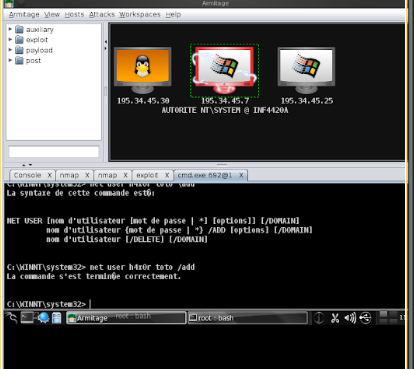 Armitage
Armitage View Hosts Attacks Workspaces Help
auxiliary
exploit
payload
post
195.34.45.30
195.34.45.7
195.34.45.25
AUTORITE NT\SYSTEM @ INF4420A
Console X nmap X nmap X exploit X cmd.exe 692@1 X
C:\WINNT\system32> net user h4x0r toto \add
La syntaxe de cette commande est�:
NET USER [nom d'utilisateur [mot de passe | *] [options]] [/DOMAIN]
nom d'utilisateur {mot de passe | *} /ADD [options] [/DOMAIN]
nom d'utilisateur [/DELETE] [/DOMAIN]
C:\WINNT\system32> net user h4x0r toto /add
La commande s'est termin�e correctement.
C:\WINNT\system32>
Armitage
root : bash
root : bash